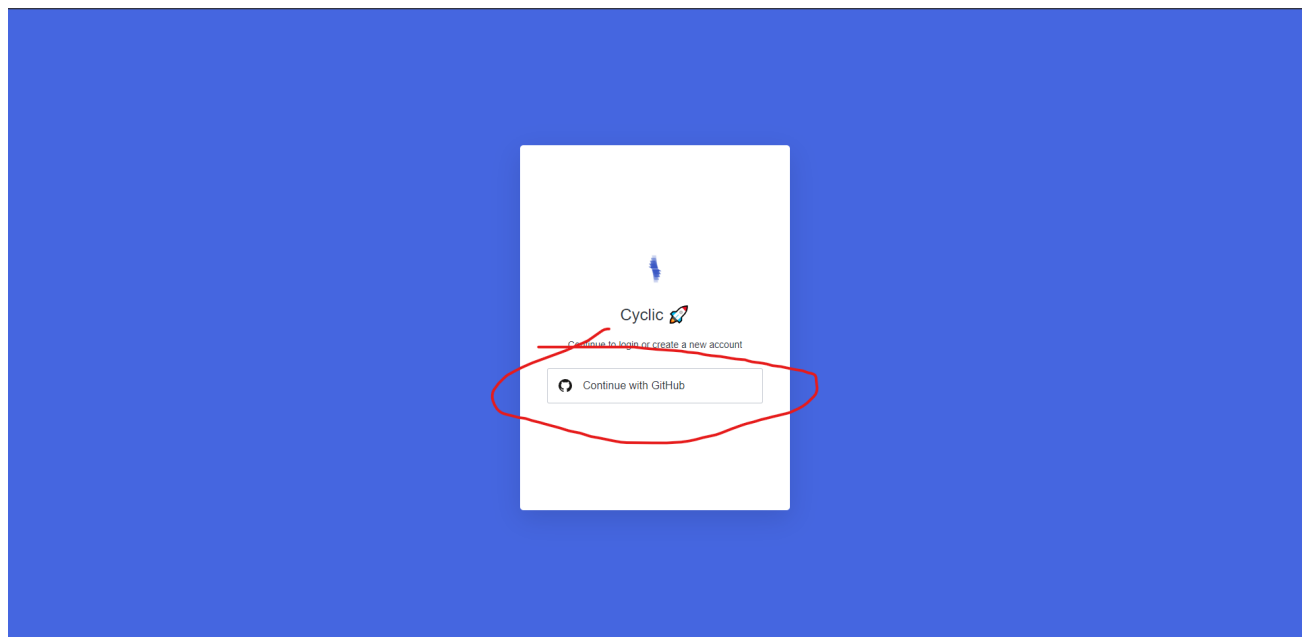 Cyclic 🚀
Continue to login or create a new account
Continue with GitHub